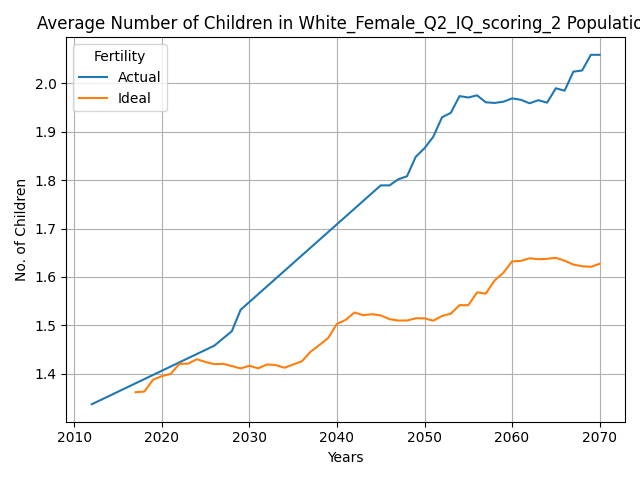 Average Number of Children in White_Female_Q2_IQ_scoring_2 Populatio
Fertility
Actual
Ideal
No. of Children
2.0
1.9
1.8
1.7
1.6
1.5
1.4
2010 2020 2030 2040 2050 2060 2070
Years